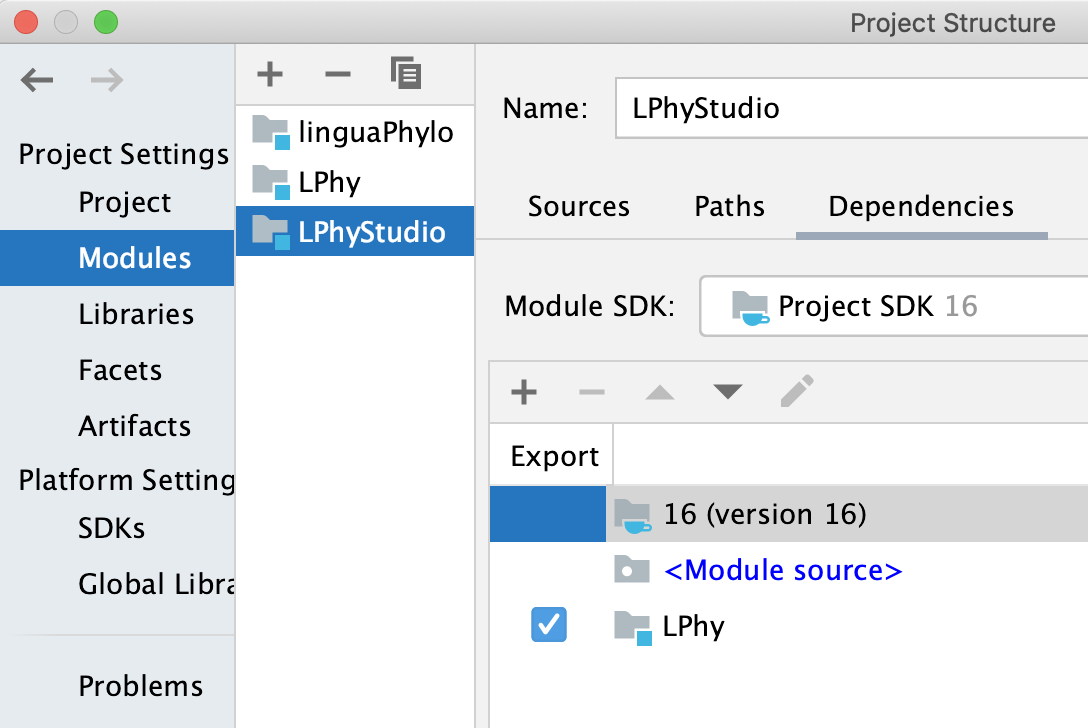 Project Structure
Project Settings
Project
Modules
Libraries
Facets
Artifacts
Platform Setting
SDKs
Global Libra
Problems
linguaPhylo
LPhy
LPhyStudio
Name: LPhyStudio
Sources Paths Dependencies
Module SDK: Project SDK 16
Export
16 (version 16)
<Module source>
LPhy